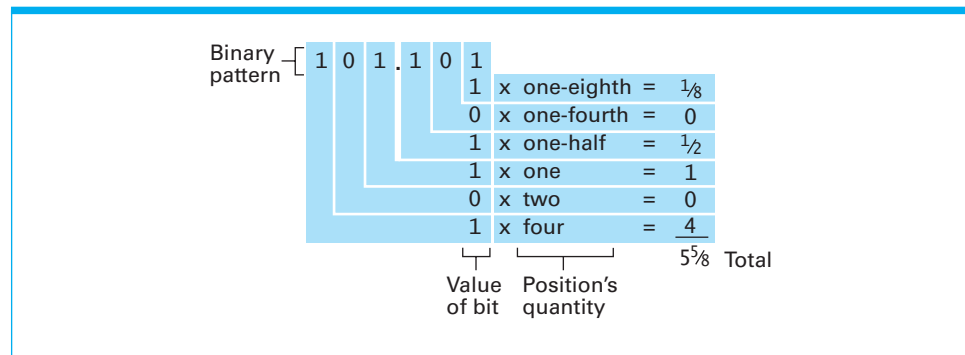 Binary pattern
1 0 1 . 1 0 1
1 x one-eighth = ⅛
0 x one-fourth = 0
1 x one-half = ½
1 x one = 1
0 x two = 0
1 x four = 4
5⅝ Total
Value of bit
Position's quantity